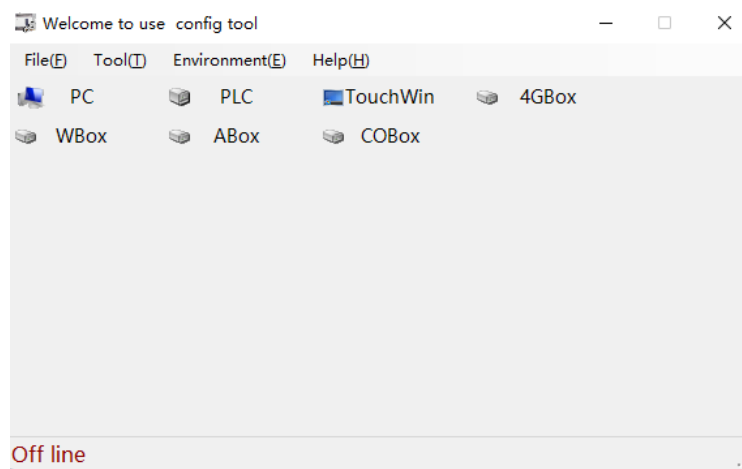 Welcome to use config tool
File(F) Tool(T) Environment(E) Help(H)
PC PLC TouchWin 4GBox
WBox ABox COBox
Off line